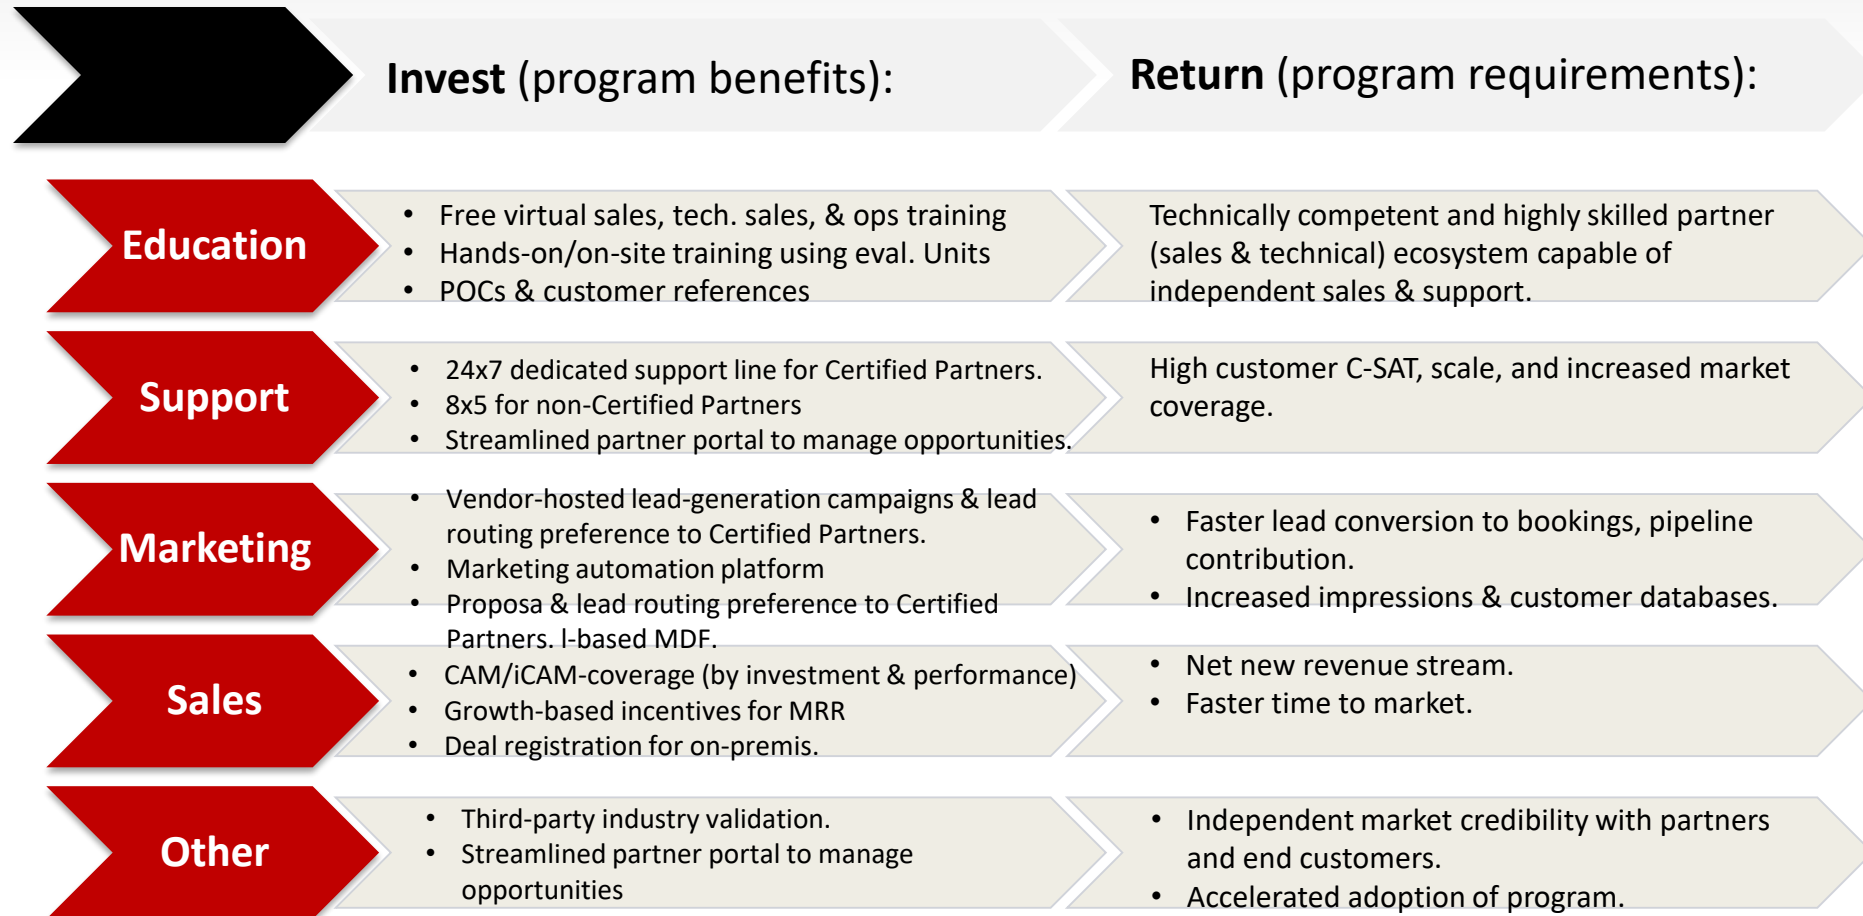 Invest (program benefits):
Return (program requirements):
Education
• Free virtual sales, tech. sales, & ops training
• Hands-on/on-site training using eval. Units
• POCs & customer references
Technically competent and highly skilled partner
(sales & technical) ecosystem capable of
independent sales & support.
Support
• 24x7 dedicated support line for Certified Partners.
• 8x5 for non-Certified Partners
• Streamlined partner portal to manage opportunities.
High customer C-SAT, scale, and increased market
coverage.
Marketing
• Vendor-hosted lead-generation campaigns & lead
routing preference to Certified Partners.
• Marketing automation platform
• Proposa & lead routing preference to Certified
Partners. l-based MDF.
• Faster lead conversion to bookings, pipeline
contribution.
• Increased impressions & customer databases.
Sales
• CAM/iCAM-coverage (by investment & performance)
• Growth-based incentives for MRR
• Deal registration for on-premis.
• Net new revenue stream.
• Faster time to market.
Other
• Third-party industry validation.
• Streamlined partner portal to manage
opportunities
• Independent market credibility with partners
and end customers.
• Accelerated adoption of program.